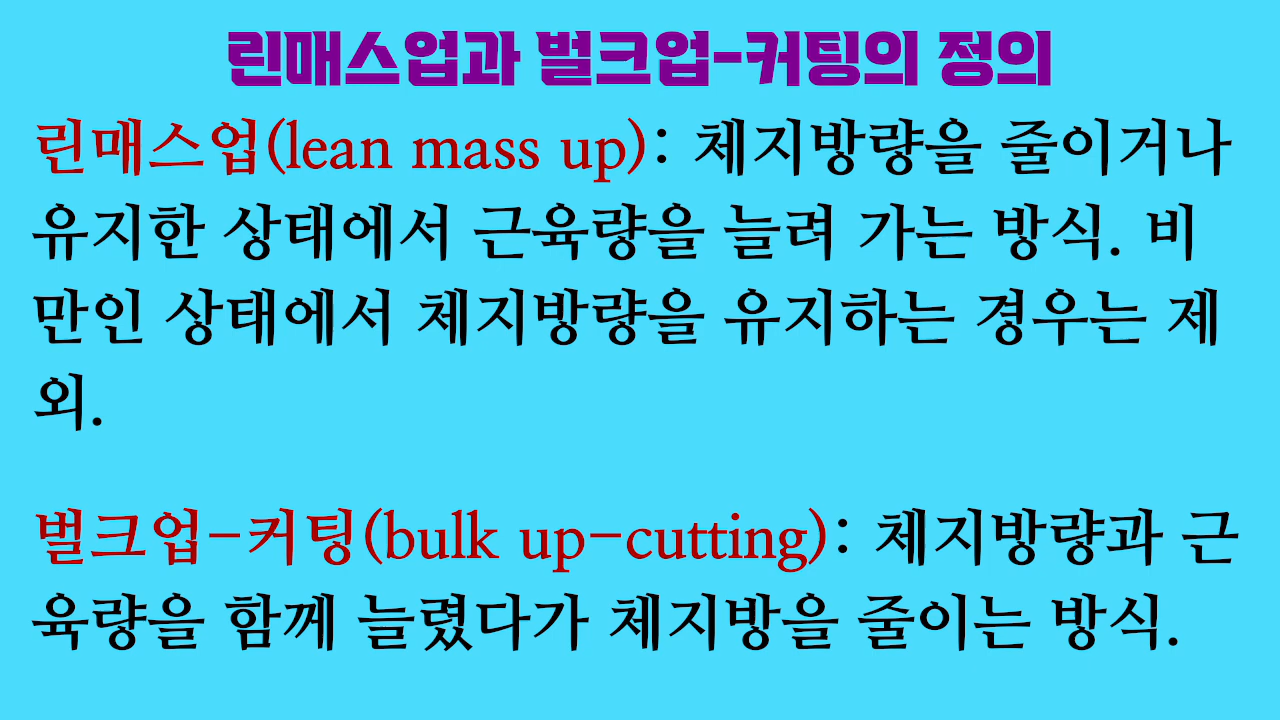 린매스업과 벌크업-커팅의 정의
린매스업(lean mass up): 체지방량을 줄이거나
유지한 상태에서 근육량을 늘려 가는 방식. 비
만인 상태에서 체지방량을 유지하는 경우는 제
외.
벌크업-커팅(bulk up-cutting): 체지방량과 근
육량을 함께 늘렸다가 체지방을 줄이는 방식.